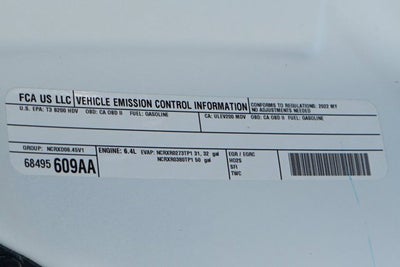 FCA US LLC VEHICLE EMISSION CONTROL INFORMATION CONFORMS TO REGULATIONS: 2022 MY
NO ADJUSTMENTS NEEDED
U.S. EPA: T3 B200 HDV OBD: CA OBD II FUEL: GASOLINE CA: ULEV200 MDV OBD: CA OBD II FUEL: GASOLINE
GROUP: NCRXD06.45V1 ENGINE: 6.4L EVAP: NCRXR0273TP1 31, 32 gal
NCRXR0380TP1 50 gal
68495 609AA
EGR / EGRC
HO2S
SFI
TWC